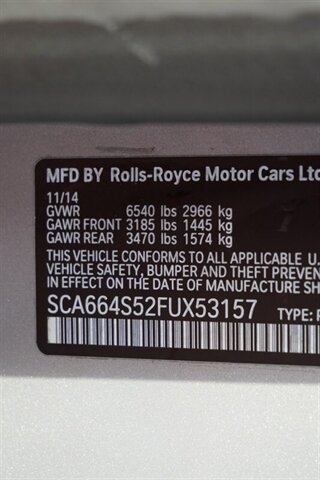 MFD BY Rolls-Royce Motor Cars Ltd
11/14
GVWR 6540 lbs 2966 kg
GAWR FRONT 3185 lbs 1445 kg
GAWR REAR 3470 lbs 1574 kg
THIS VEHICLE CONFORMS TO ALL APPLICABLE U.
VEHICLE SAFETY, BUMPER AND THEFT PREVEN
IN EFFECT ON THE DATE OF MANUFACTURE SH
SCA664S52FUX53157
TYPE: